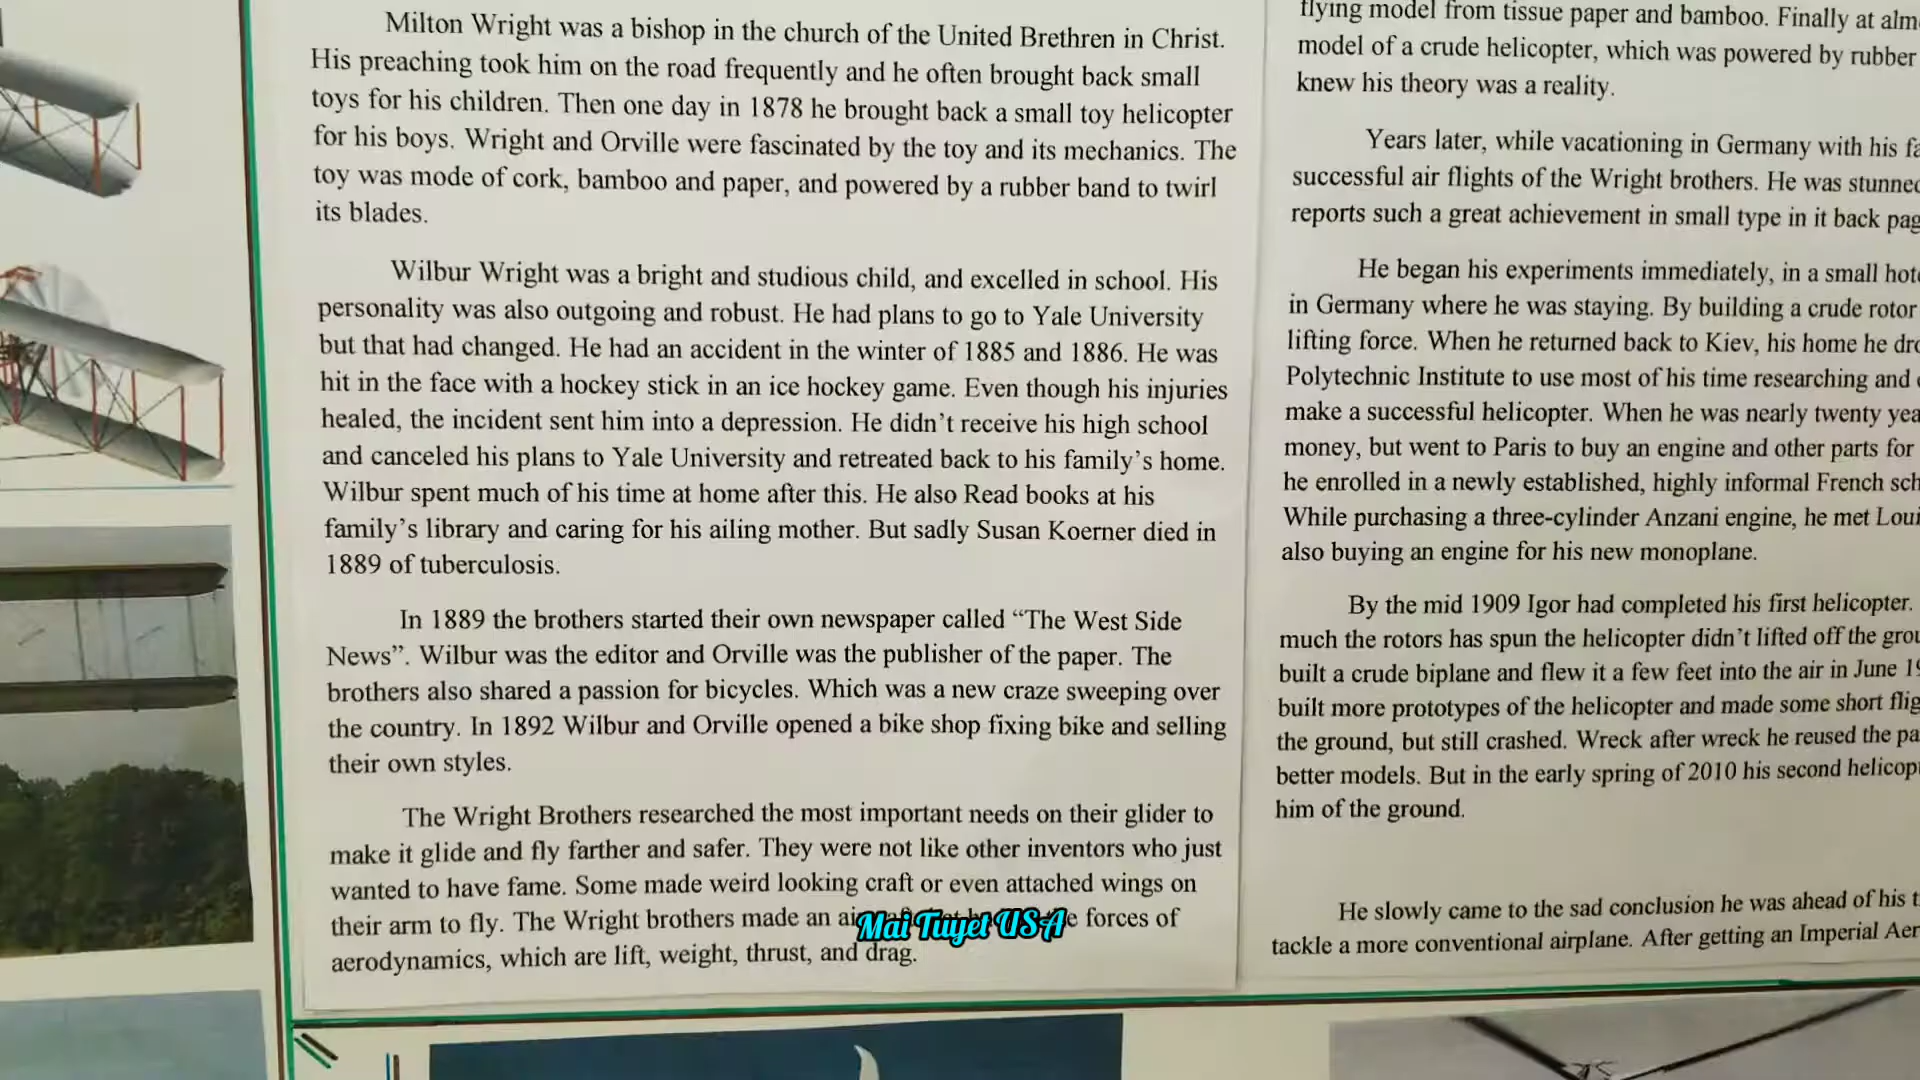 Milton Wright was a bishop in the church of the United Brethren in Christ.
His preaching took him on the road frequently and he often brought back small
toys for his children. Then one day in 1878 he brought back a small toy helicopter
for his boys. Wright and Orville were fascinated by the toy and its mechanics. The
toy was mode of cork, bamboo and paper, and powered by a rubber band to twirl
its blades.
Wilbur Wright was a bright and studious child, and excelled in school. His
personality was also outgoing and robust. He had plans to go to Yale University
but that had changed. He had an accident in the winter of 1885 and 1886. He was
hit in the face with a hockey stick in an ice hockey game. Even though his injuries
healed, the incident sent him into a depression. He didn't receive his high school
and canceled his plans to Yale University and retreated back to his family's home.
Wilbur spent much of his time at home after this. He also Read books at his
family's library and caring for his ailing mother. But sadly Susan Koerner died in
1889 of tuberculosis.
In 1889 the brothers started their own newspaper called “The West Side
News”. Wilbur was the editor and Orville was the publisher of the paper. The
brothers also shared a passion for bicycles. Which was a new craze sweeping over
the country. In 1892 Wilbur and Orville opened a bike shop fixing bike and selling
their own styles.
The Wright Brothers researched the most important needs on their glider to
make it glide and fly farther and safer. They were not like other inventors who just
wanted to have fame. Some made weird looking craft or even attached wings on
their arm to fly. The Wright brothers made an forces of
aerodynamics, which are lift, weight, thrust, and drag.
flying model from tissue paper and bamboo. Finally at
model of a crude helicopter, which was powered by rubber
knew his theory was a reality.
Years later, while vacationing in Germany with his
successful air flights of the Wright brothers. He was
reports such a great achievement in small type in it back
He began his experiments immediately, in a small
in Germany where he was staying. By building a crude rotor
lifting force. When he returned back to Kiev, his home he
Polytechnic Institute to use most of his time researching and
make a successful helicopter. When he was nearly twenty
money, but went to Paris to buy an engine and other parts for
he enrolled in a newly established, highly informal French
While purchasing a three-cylinder Anzani engine, he met
also buying an engine for his new monoplane.
By the mid 1909 Igor had completed his first helicopter.
much the rotors has spun the helicopter didn't lifted off the
built a crude biplane and flew it a few feet into the air in June
built more prototypes of the helicopter and made some short
the ground, but still crashed. Wreck after wreck he reused the
better models. But in the early spring of 2010 his second
him of the ground.
He slowly came to the sad conclusion he was ahead of his
tackle a more conventional airplane. After getting an Imperial
Mai Tuyet USA